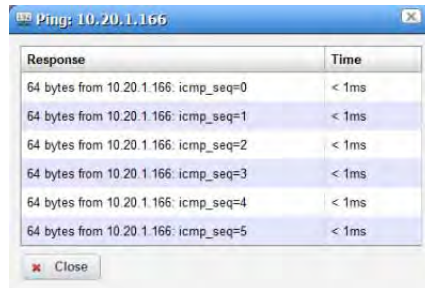 Ping: 10.20.1.166
Response Time
64 bytes from 10.20.1.166: icmp_seq=0 < 1ms
64 bytes from 10.20.1.166: icmp_seq=1 < 1ms
64 bytes from 10.20.1.166: icmp_seq=2 < 1ms
64 bytes from 10.20.1.166: icmp_seq=3 < 1ms
64 bytes from 10.20.1.166: icmp_seq=4 < 1ms
64 bytes from 10.20.1.166: icmp_seq=5 < 1ms
Close